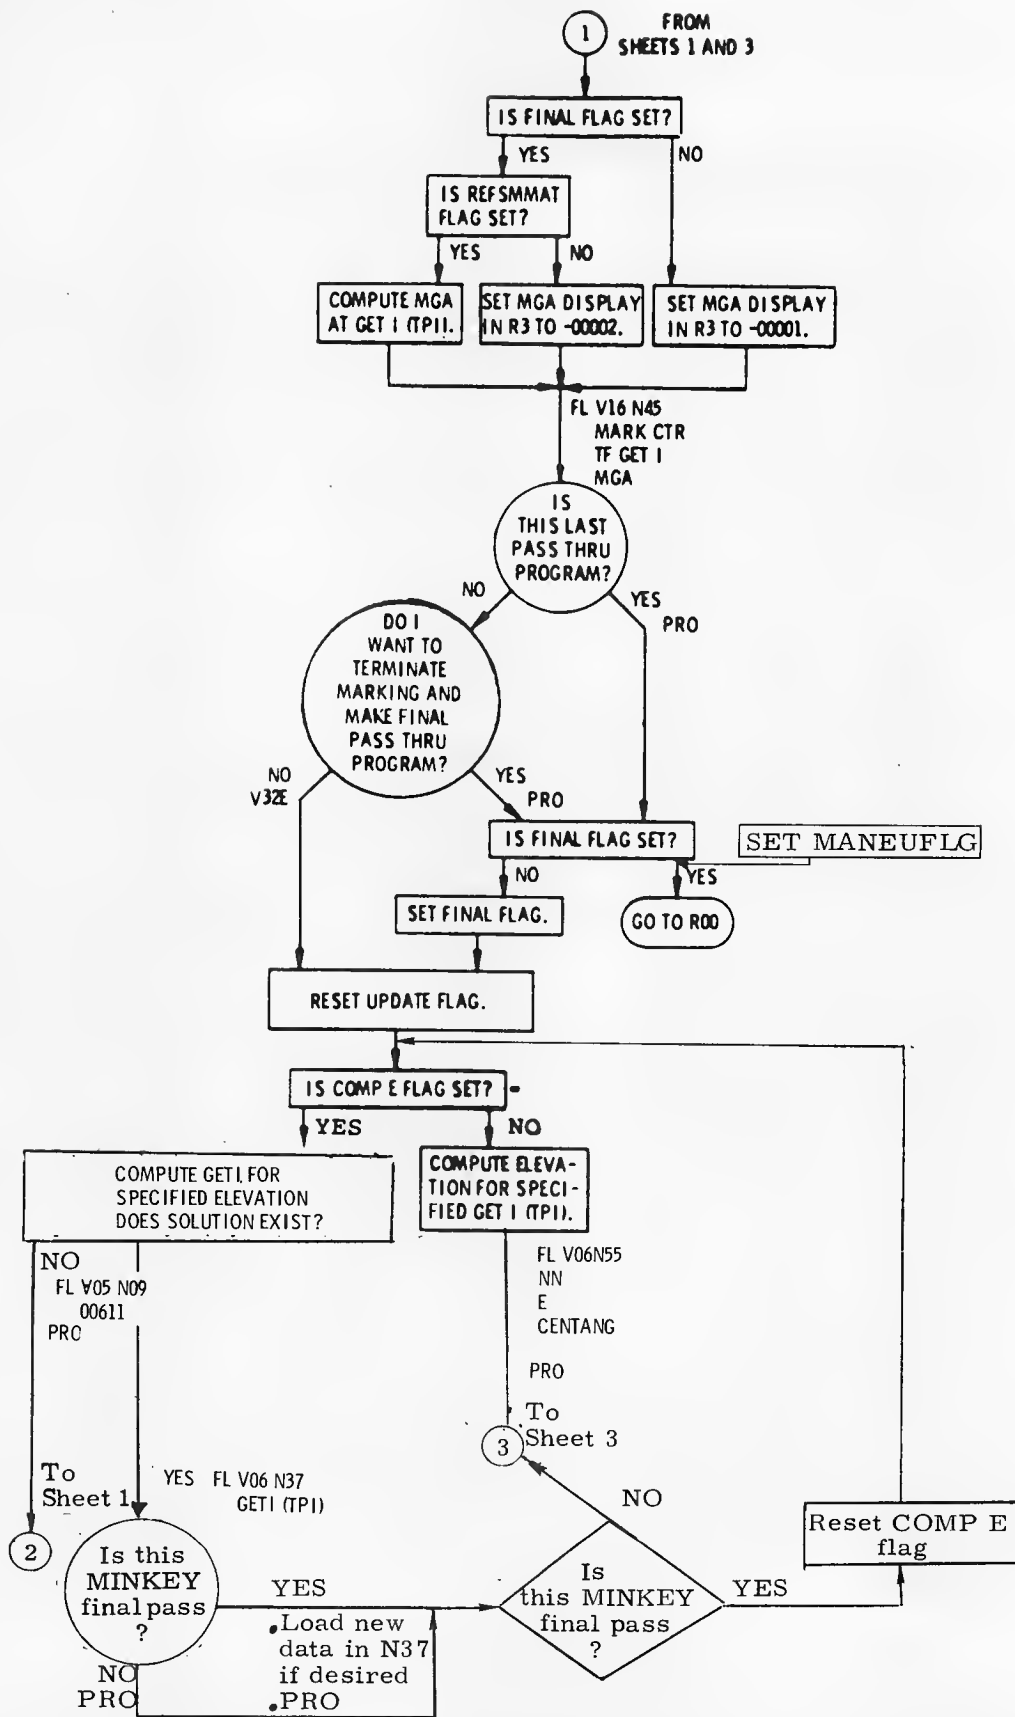 1
FROM
SHEETS 1 AND 3
IS FINAL FLAG SET?
YES
NO
IS REFSMMAT
FLAG SET?
YES
NO
COMPUTE MGA
AT GET I (TPI).
SET MGA DISPLAY
IN R3 TO -00002.
SET MGA DISPLAY
IN R3 TO -00001.
FL V16 N45
MARK CTR
TF GET I
MGA
IS
THIS LAST
PASS THRU
PROGRAM?
NO
YES
PRO
DO I
WANT TO
TERMINATE
MARKING AND
MAKE FINAL
PASS THRU
PROGRAM?
NO
V32E
YES
PRO
IS FINAL FLAG SET?
SET MANEUFLG
NO
YES
SET FINAL FLAG.
GO TO R00
RESET UPDATE FLAG.
IS COMP E FLAG SET?
YES
NO
COMPUTE GETI, FOR
SPECIFIED ELEVATION
DOES SOLUTION EXIST?
COMPUTE ELEVA-
TION FOR SPECI-
FIED GET I (TPI).
NO
FL V05 N09
00611
PRO
FL V06N55
NN
E
CENTANG
PRO
To
Sheet 3
3
To
Sheet 1
2
YES FL V06 N37
GETI (TPI)
NO
Reset COMP E
flag
Is this
MINKEY
final pass
?
YES
Is
this MINKEY
final pass
?
YES
.Load new
data in N37
if desired
.PRO
NO
PRO